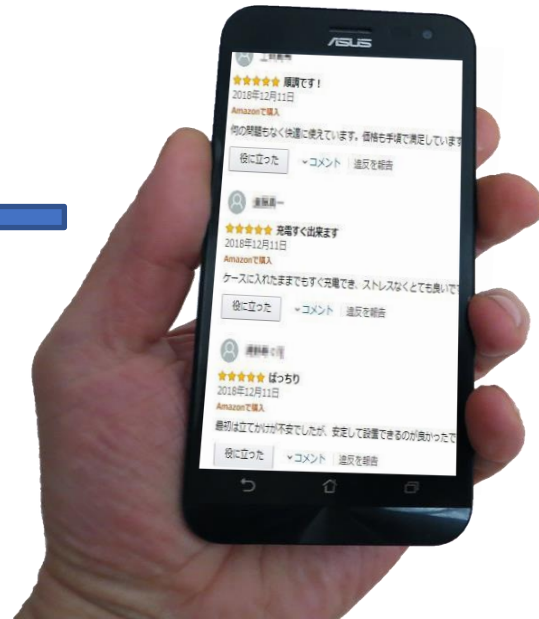 ASUS
順調です！
2018年12月11日
Amazonで購入
何の問題もなく快適に使えています。価格も手頃で満足しています
役に立った コメント 違反を報告
充電すぐ出来ます
2018年12月11日
Amazonで購入
ケースに入れたままでもすぐ充電でき、ストレスなくとても良いで
役に立った コメント 違反を報告
ばっちり
2018年12月11日
Amazonで購入
最初は立てかけが不安でしたが、安定して設置できるのが良かったで
役に立った コメント 違反を報告